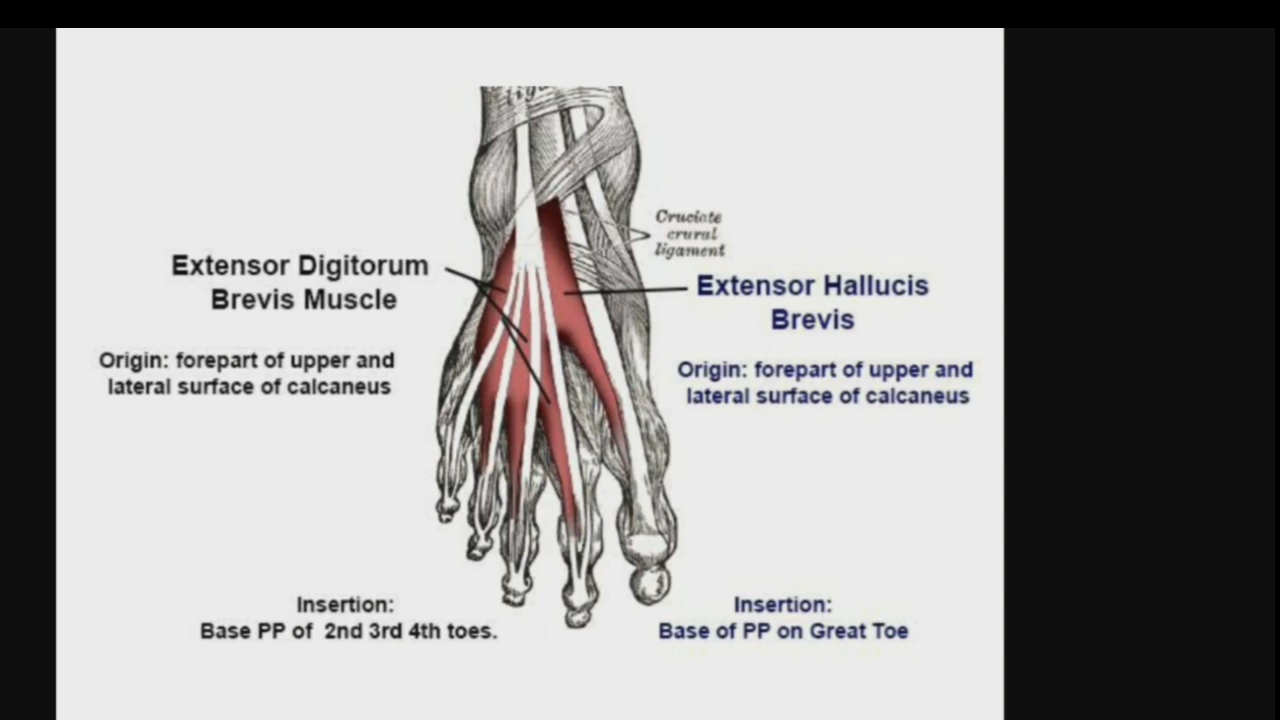 Cruciate
crural
ligament
Extensor Digitorum
Brevis Muscle
Origin: forepart of upper and
lateral surface of calcaneus
Extensor Hallucis
Brevis
Origin: forepart of upper and
lateral surface of calcaneus
Insertion:
Base PP of 2nd 3rd 4th toes.
Insertion:
Base of PP on Great Toe